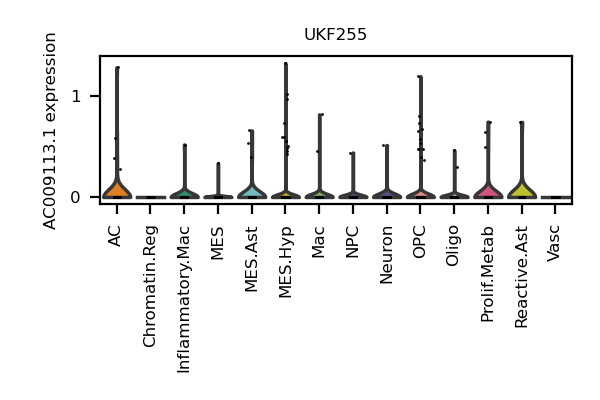 UKF255
AC009113.1 expression
1
0
AC
Chromatin.Reg
Inflammatory.Mac
MES
MES.Ast
MES.Hyp
Mac
NPC
Neuron
OPC
Oligo
Prolif.Metab
Reactive.Ast
Vasc